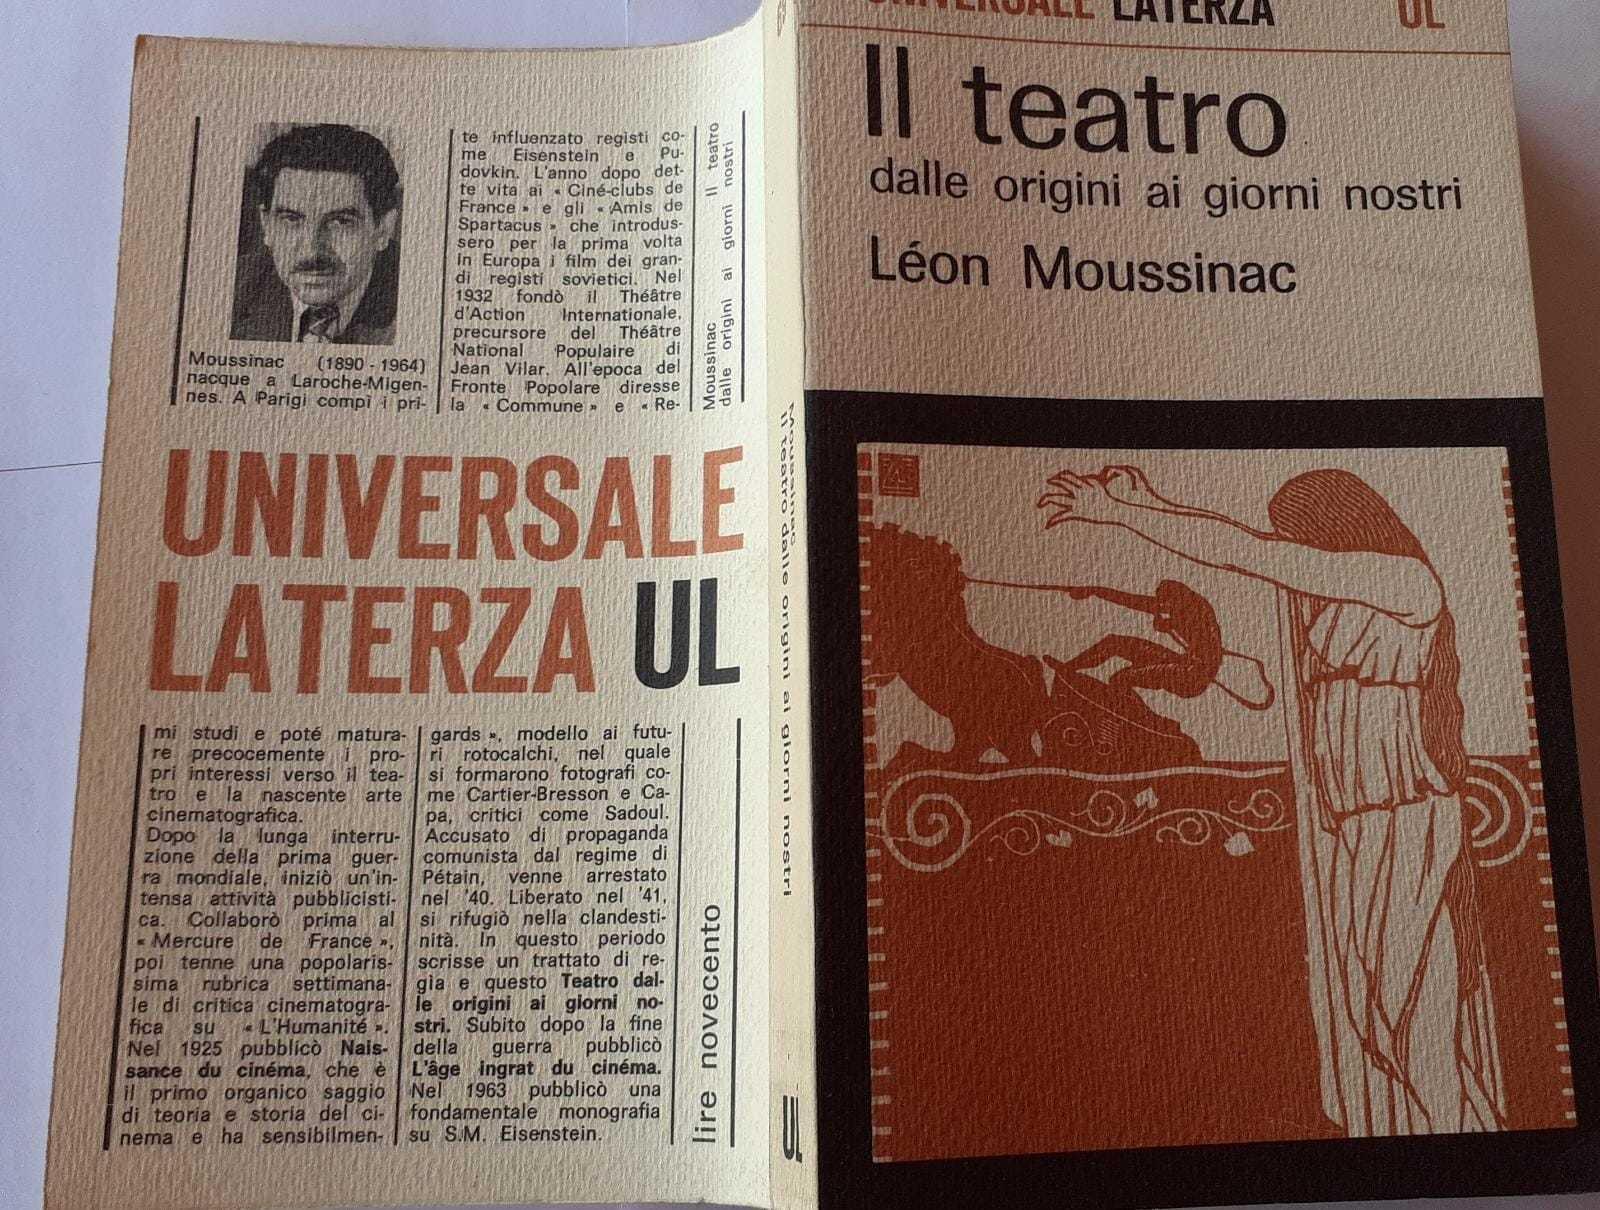 te influenzato registi co-
me Eisenstein e Pu-
dovkin. L'anno dopo det-
te vita ai « Ciné-clubs de
France » e gli « Amis de
Spartacus » che introdus-
sero per la prima volta
in Europa i film dei gran-
di registi sovietici. Nel
1932 fondò il Théâtre
d'Action Internationale,
precursore del Théâtre
National Populaire di
Jean Vilar. All'epoca del
Fronte Popolare diresse
la « Commune » e « Re-
Moussinac (1890 - 1964)
nacque a Laroche-Migen-
nes. A Parigi compì i pri-
Moussinac Il teatro
dalle origini ai giorni nostri
UNIVERSALE
LATERZA UL
mi studi e poté matura-
re precocemente i pro-
pri interessi verso il tea-
tro e la nascente arte
cinematografica.
Dopo la lunga interru-
zione della prima guer-
ra mondiale, iniziò un'in-
tensa attività pubblicisti-
ca. Collaborò prima al
« Mercure de France »,
poi tenne una popolaris-
sima rubrica settimana-
le di critica cinematogra-
fica su « L'Humanité ».
Nel 1925 pubblicò Nais-
sance du cinéma, che è
il primo organico saggio
di teoria e storia del ci-
nema e ha sensibilmen-
gards », modello ai futu-
ri rotocalchi, nel quale
si formarono fotografi co-
me Cartier-Bresson e Ca-
pa, critici come Sadoul.
Accusato di propaganda
comunista dal regime di
Pétain, venne arrestato
nel '40. Liberato nel '41,
si rifugiò nella clandesti-
nità. In questo periodo
scrisse un trattato di re-
gia e questo Teatro dal-
le origini ai giorni no-
stri. Subito dopo la fine
della guerra pubblicò
L'âge ingrat du cinéma.
Nel 1963 pubblicò una
fondamentale monografia
su S.M. Eisenstein.
lire novecento
Moussinac
Il teatro dalle origini ai giorni nostri
UNIVERSALE LATERZA UL
Il teatro
dalle origini ai giorni nostri
Léon Moussinac